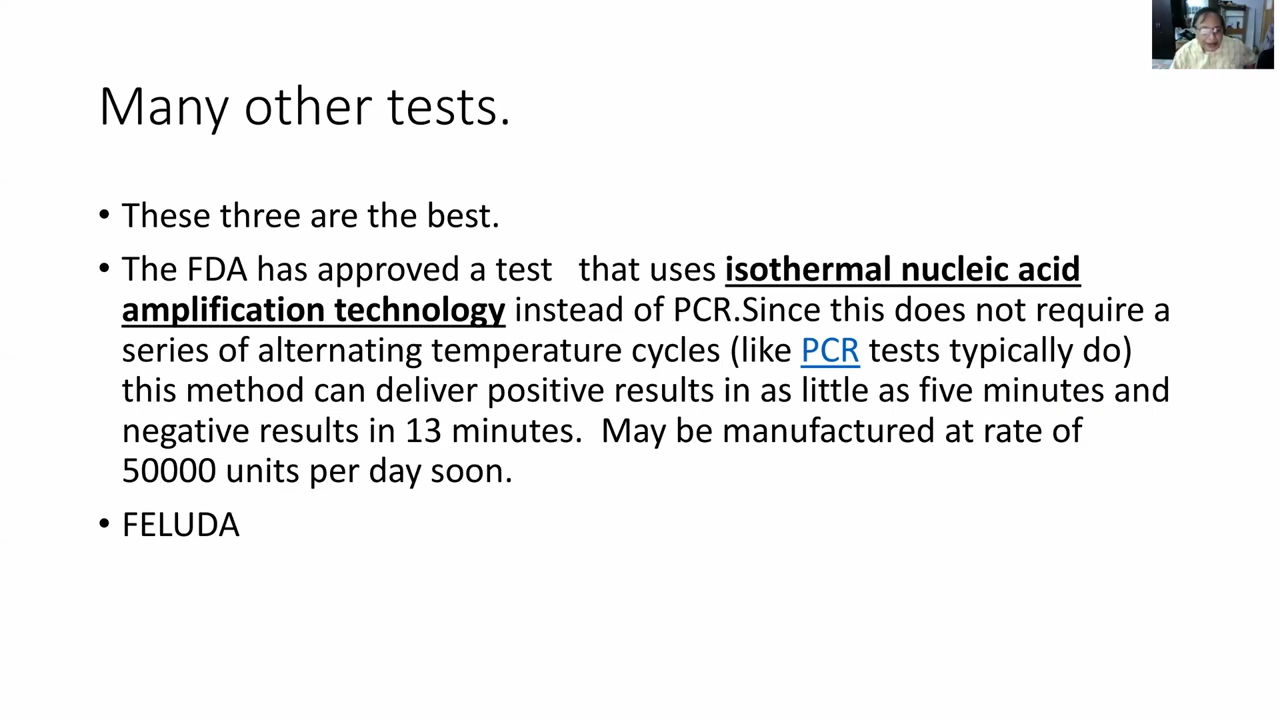 Many other tests.
• These three are the best.
• The FDA has approved a test   that uses isothermal nucleic acid
amplification technology instead of PCR.Since this does not require a
series of alternating temperature cycles (like PCR tests typically do)
this method can deliver positive results in as little as five minutes and
negative results in 13 minutes.  May be manufactured at rate of
50000 units per day soon.
• FELUDA